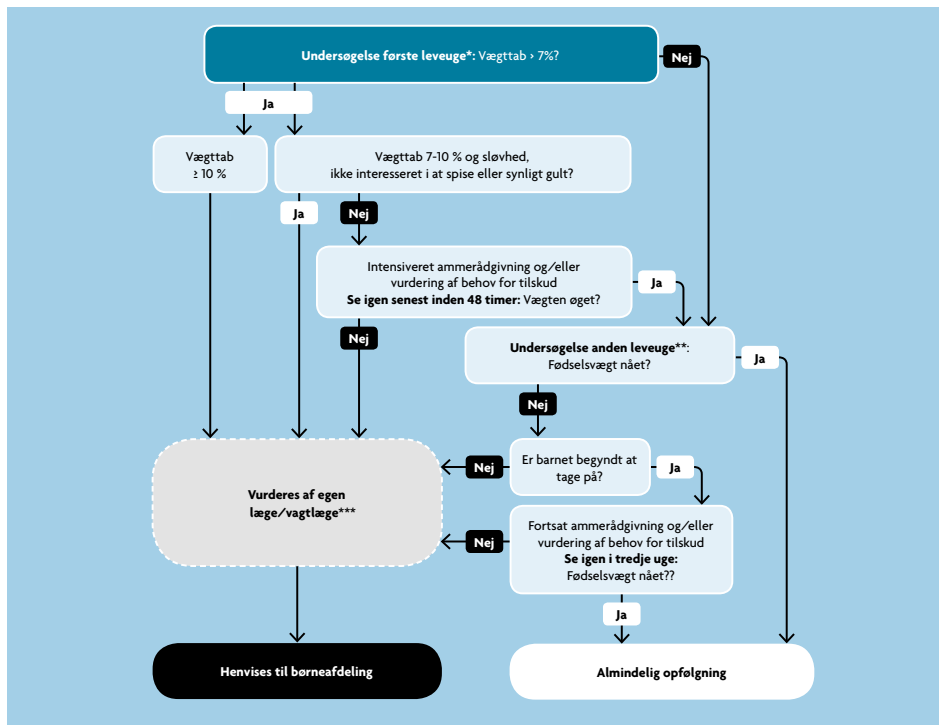 Undersøgelse første leveuge*: Vægttab > 7%?
Nej
Ja
Vægttab
≥ 10 %
Vægttab 7-10 % og sløvhed,
ikke interesseret i at spise eller synligt gult?
Ja
Nej
Intensiveret ammerådgivning og/eller
vurdering af behov for tilskud
Se igen senest inden 48 timer: Vægten øget?
Ja
Nej
Undersøgelse anden leveuge**:
Fødselsvægt nået?
Ja
Nej
Er barnet begyndt at
tage på?
Nej
Ja
Vurderes af egen
læge/vagtlæge***
Fortsat ammerådgivning og/eller
vurdering af behov for tilskud
Se igen i tredje uge:
Fødselsvægt nået??
Nej
Ja
Henvises til børneafdeling
Almindelig opfølgning